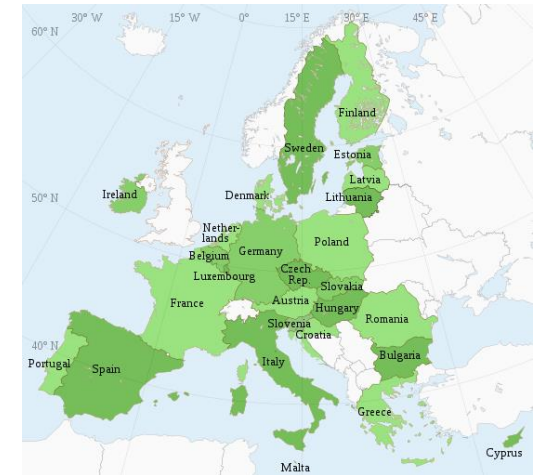 30° W
15° W
0°
15° E
30° E
45° E
60° N
Finland
Sweden
Estonia
Latvia
Lithuania
50° N
Ireland
Denmark
Nether-
lands
Belgium
Germany
Poland
Luxembourg
Czech
Rep.
Slovakia
France
Austria
Hungary
Romania
Slovenia
Croatia
40° N
Portugal
Spain
Italy
Bulgaria
Greece
Cyprus
Malta